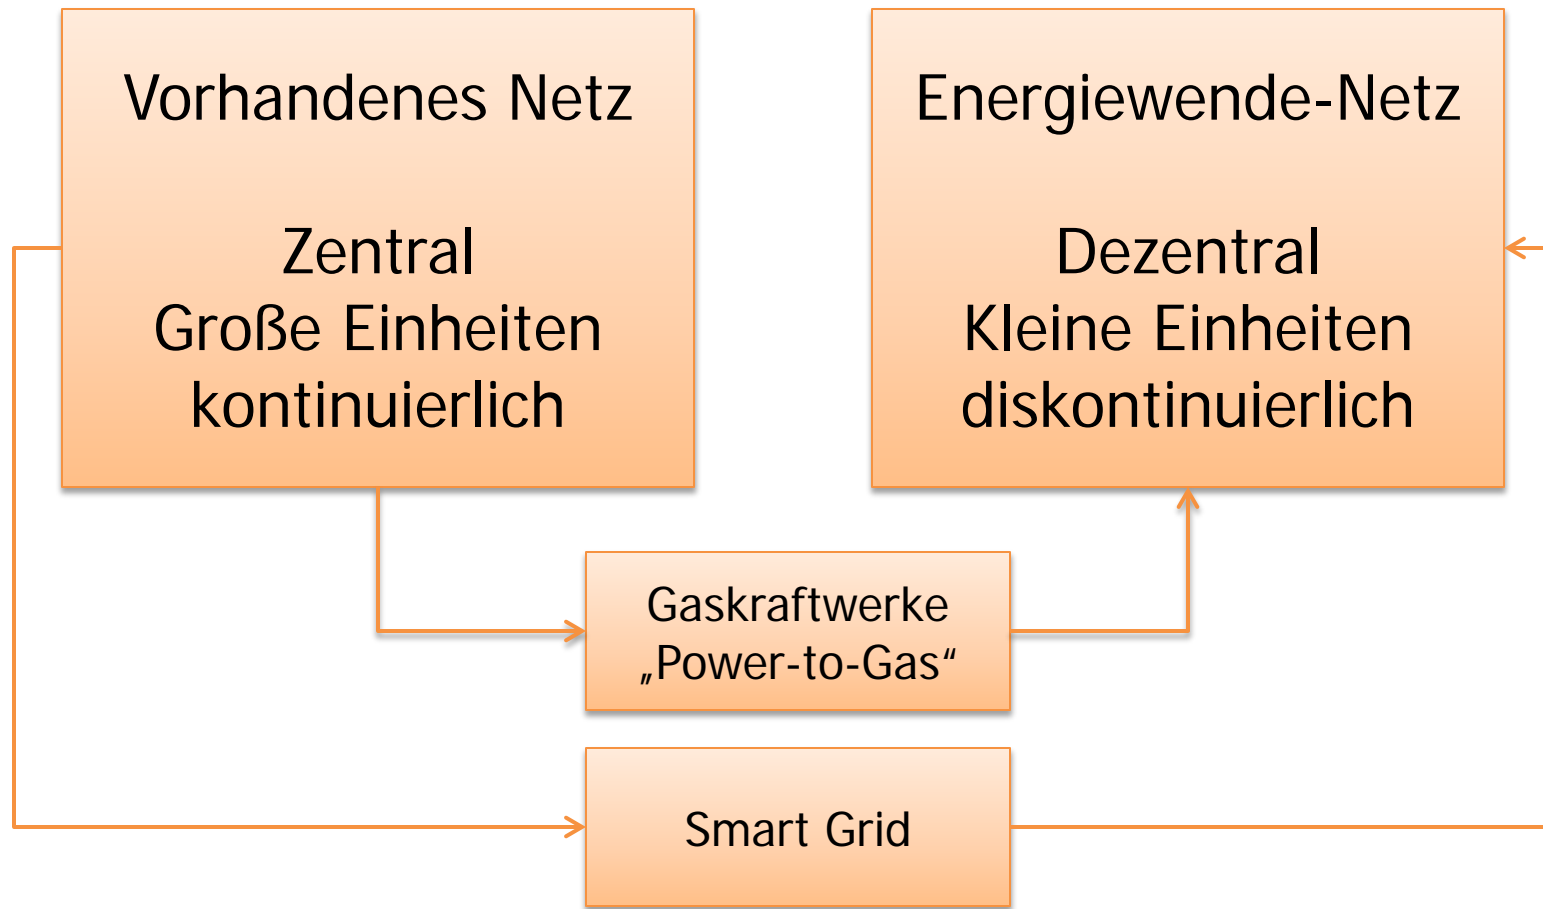 Vorhandenes Netz
Zentral
Große Einheiten
kontinuierlich
Energiewende-Netz
Dezentral
Kleine Einheiten
diskontinuierlich
Gaskraftwerke
„Power-to-Gas“
Smart Grid